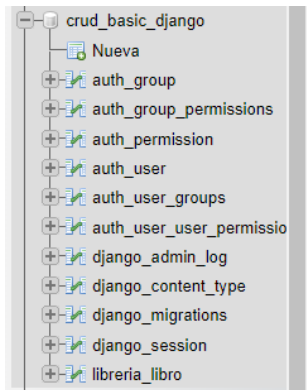 crud_basic_django
Nueva
auth_group
auth_group_permissions
auth_permission
auth_user
auth_user_groups
auth_user_user_permissio
django_admin_log
django_content_type
django_migrations
django_session
libreria_libro